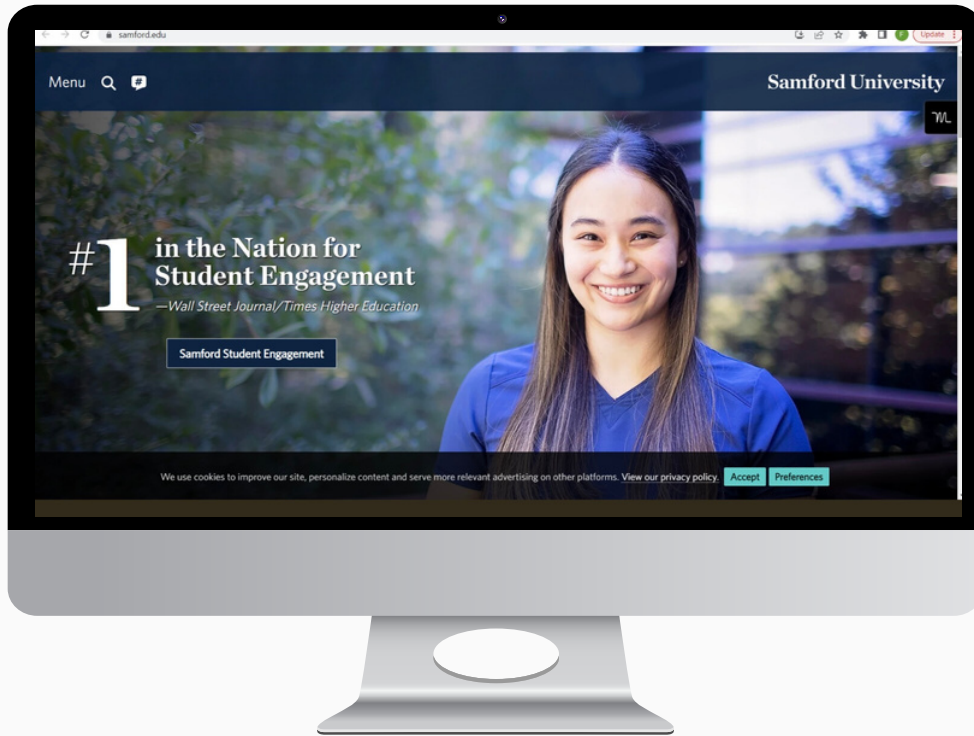 samford.edu
Update
Menu
#
Samford University
#1
in the Nation for
Student Engagement
—Wall Street Journal/Times Higher Education
Samford Student Engagement
We use cookies to improve our site, personalize content and serve more relevant advertising on other platforms. View our privacy policy. Accept Preferences